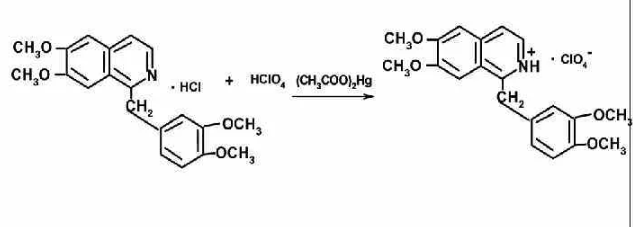 CH₃O
CH₃O
N
· HCl
CH₂
OCH₃
OCH₃
+ HClO₄ (CH₃COO)₂Hg
CH₃O
CH₃O
+
NH
· ClO₄⁻
CH₂
OCH₃
OCH₃